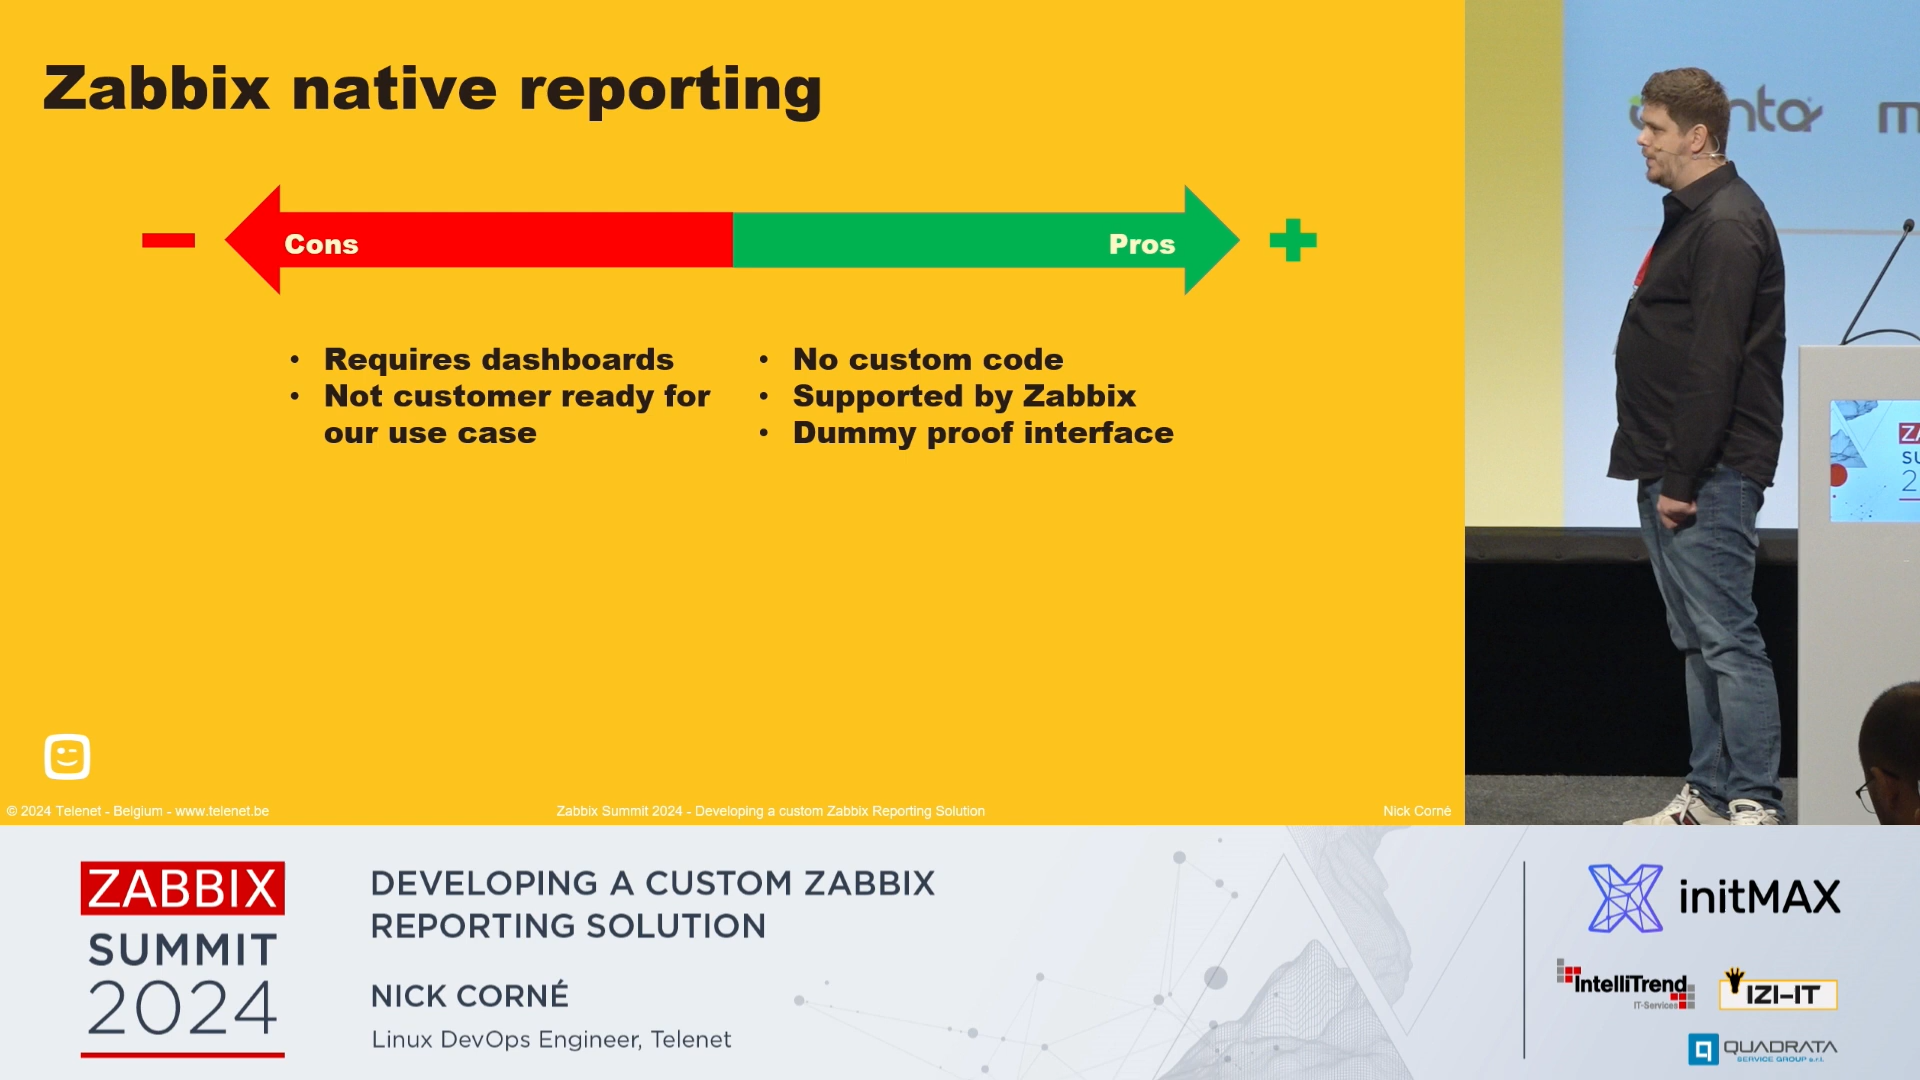 Zabbix native reporting
Cons
Pros
• Requires dashboards
• Not customer ready for
our use case
• No custom code
• Supported by Zabbix
• Dummy proof interface
© 2024 Telenet - Belgium - www.telenet.be
Zabbix Summit 2024 - Developing a custom Zabbix Reporting Solution
Nick Corné
ZABBIX
SUMMIT
2024
DEVELOPING A CUSTOM ZABBIX
REPORTING SOLUTION
NICK CORNÉ
Linux DevOps Engineer, Telenet
initMAX
IntelliTrend
IT-Services
IZI-IT
QUADRATA
SERVICE GROUP s.r.l.